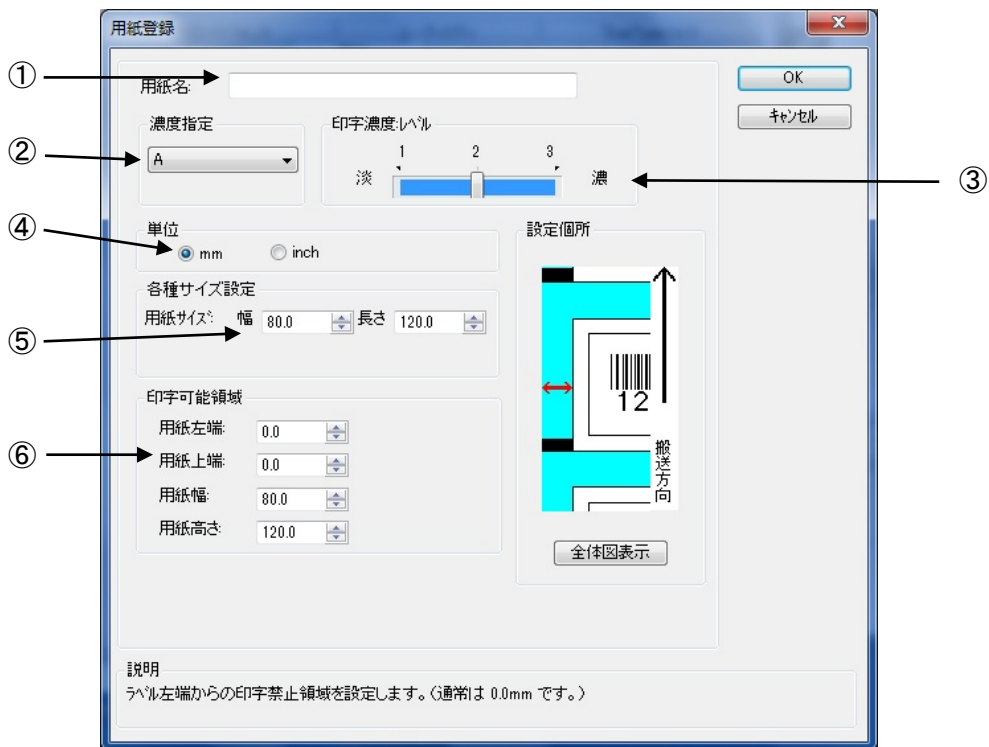 用紙登録
① 用紙名:
OK
キャンセル
濃度指定
② A
印字濃度:レベル
1 2 3
淡 濃 ③
④ 単位
mm inch
設定個所
各種サイズ設定
⑤ 用紙サイズ: 幅 80.0 長さ 120.0
12
搬送方向
印字可能領域
用紙左端: 0.0
⑥ 用紙上端: 0.0
用紙幅: 80.0
用紙高さ: 120.0
全体図表示
説明
ラベル左端からの印字禁止領域を設定します。(通常は 0.0mm です。)